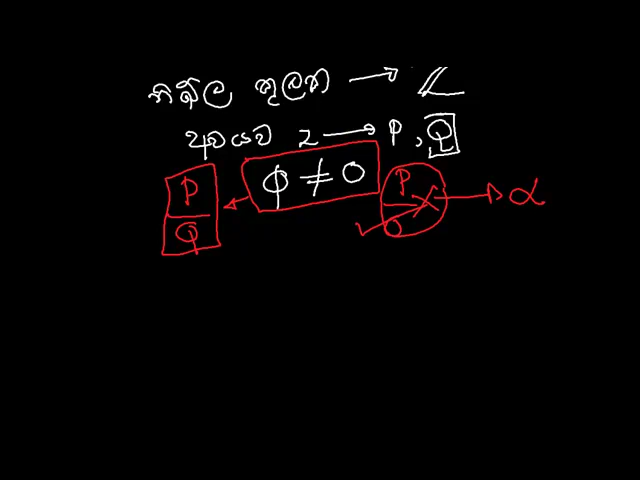 නිඛිල කුලක → ℤ
අවයව 2 → P, Q
P/Q ← Q ≠ 0 P/0 → α